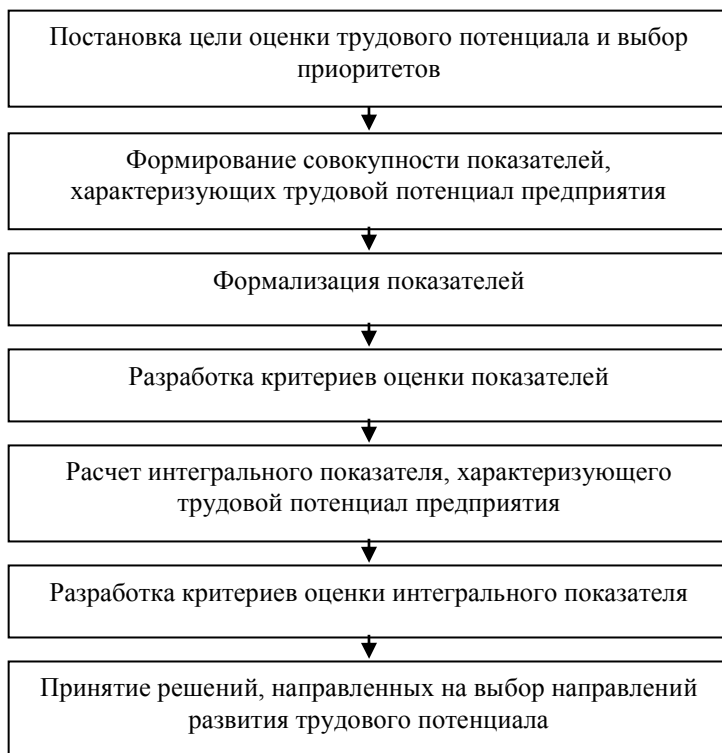 Постановка цели оценки трудового потенциала и выбор
приоритетов
Формирование совокупности показателей,
характеризующих трудовой потенциал предприятия
Формализация показателей
Разработка критериев оценки показателей
Расчет интегрального показателя, характеризующего
трудовой потенциал предприятия
Разработка критериев оценки интегрального показателя
Принятие решений, направленных на выбор направлений
развития трудового потенциала